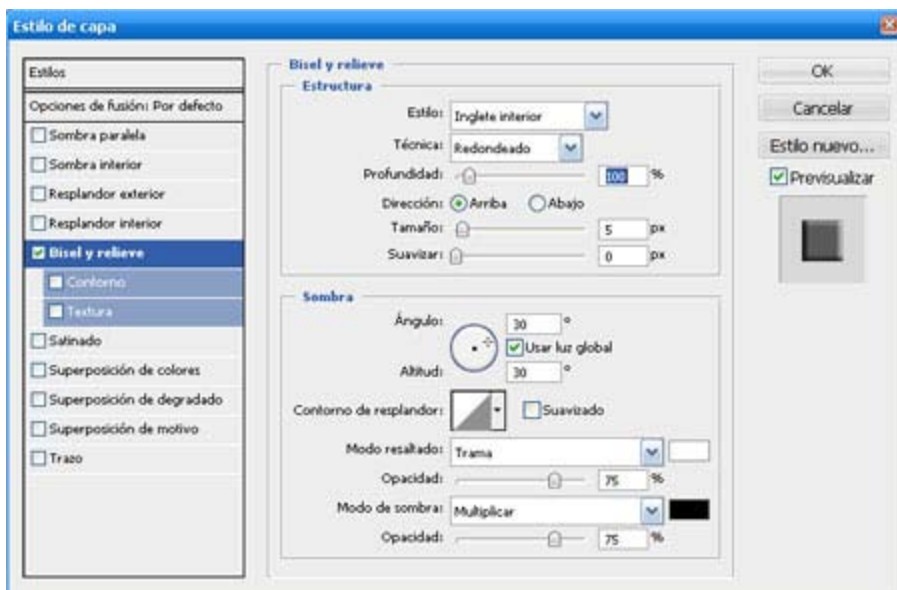 Estilo de capa
Estilos
Opciones de fusión: Por defecto
Sombra paralela
Sombra interior
Resplandor exterior
Resplandor interior
Bisel y relieve
Contorno
Textura
Satinado
Superposición de colores
Superposición de degradado
Superposición de motivo
Trazo
Bisel y relieve
Estructura
Estilo: Inglete interior
Técnica: Redondeado
Profundidad: 100 %
Dirección: Arriba Abajo
Tamaño: 5 px
Suavizar: 0 px
Sombra
Ángulo: 30 °
Usar luz global
Altitud: 30 °
Contorno de resplandor: Suavizado
Modo resaltado: Trama
Opacidad: 75 %
Modo de sombra: Multiplicar
Opacidad: 75 %
OK
Cancelar
Estilo nuevo...
Previsualizar